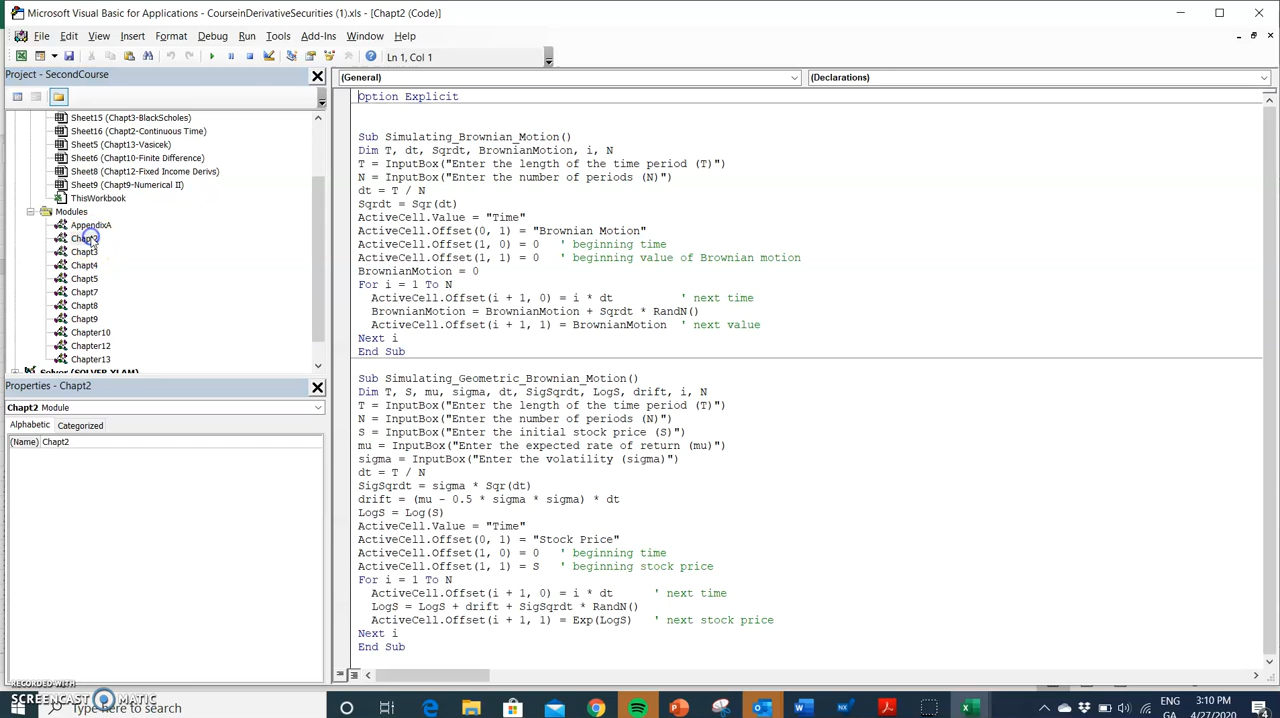 Microsoft Visual Basic for Applications - CourseinDerivativeSecurities (1).xls - [Chapt2 (Code)]
File Edit View Insert Format Debug Run Tools Add-Ins Window Help
Ln 1, Col 1
Project - SecondCourse
Sheet15 (Chapt3-BlackScholes)
Sheet16 (Chapt2-Continuous Time)
Sheet5 (Chapt13-Vasicek)
Sheet6 (Chapt10-Finite Difference)
Sheet8 (Chapt12-Fixed Income Derivs)
Sheet9 (Chapt9-Numerical II)
ThisWorkbook
Modules
AppendixA
Chapt2
Chapt3
Chapt4
Chapt5
Chapt7
Chapt8
Chapt9
Chapter10
Chapter12
Chapter13
Solver (SOLVER.XLAM)
Properties - Chapt2
Chapt2 Module
Alphabetic Categorized
(Name) Chapt2
(General) (Declarations)
Option Explicit
Sub Simulating_Brownian_Motion()
Dim T, dt, Sqrdt, BrownianMotion, i, N
T = InputBox("Enter the length of the time period (T)")
N = InputBox("Enter the number of periods (N)")
dt = T / N
Sqrdt = Sqr(dt)
ActiveCell.Value = "Time"
ActiveCell.Offset(0, 1) = "Brownian Motion"
ActiveCell.Offset(1, 0) = 0 ' beginning time
ActiveCell.Offset(1, 1) = 0 ' beginning value of Brownian motion
BrownianMotion = 0
For i = 1 To N
ActiveCell.Offset(i + 1, 0) = i * dt ' next time
BrownianMotion = BrownianMotion + Sqrdt * RandN()
ActiveCell.Offset(i + 1, 1) = BrownianMotion ' next value
Next i
End Sub
Sub Simulating_Geometric_Brownian_Motion()
Dim T, S, mu, sigma, dt, SigSqrdt, LogS, drift, i, N
T = InputBox("Enter the length of the time period (T)")
N = InputBox("Enter the number of periods (N)")
S = InputBox("Enter the initial stock price (S)")
mu = InputBox("Enter the expected rate of return (mu)")
sigma = InputBox("Enter the volatility (sigma)")
dt = T / N
SigSqrdt = sigma * Sqr(dt)
drift = (mu - 0.5 * sigma * sigma) * dt
LogS = Log(S)
ActiveCell.Value = "Time"
ActiveCell.Offset(0, 1) = "Stock Price"
ActiveCell.Offset(1, 0) = 0 ' beginning time
ActiveCell.Offset(1, 1) = S ' beginning stock price
For i = 1 To N
ActiveCell.Offset(i + 1, 0) = i * dt ' next time
LogS = LogS + drift + SigSqrdt * RandN()
ActiveCell.Offset(i + 1, 1) = Exp(LogS) ' next stock price
Next i
End Sub
RECORDED WITH
SCREENCAST MATIC
Type here to search
ENG
GA
3:10 PM
4/27/2020
4